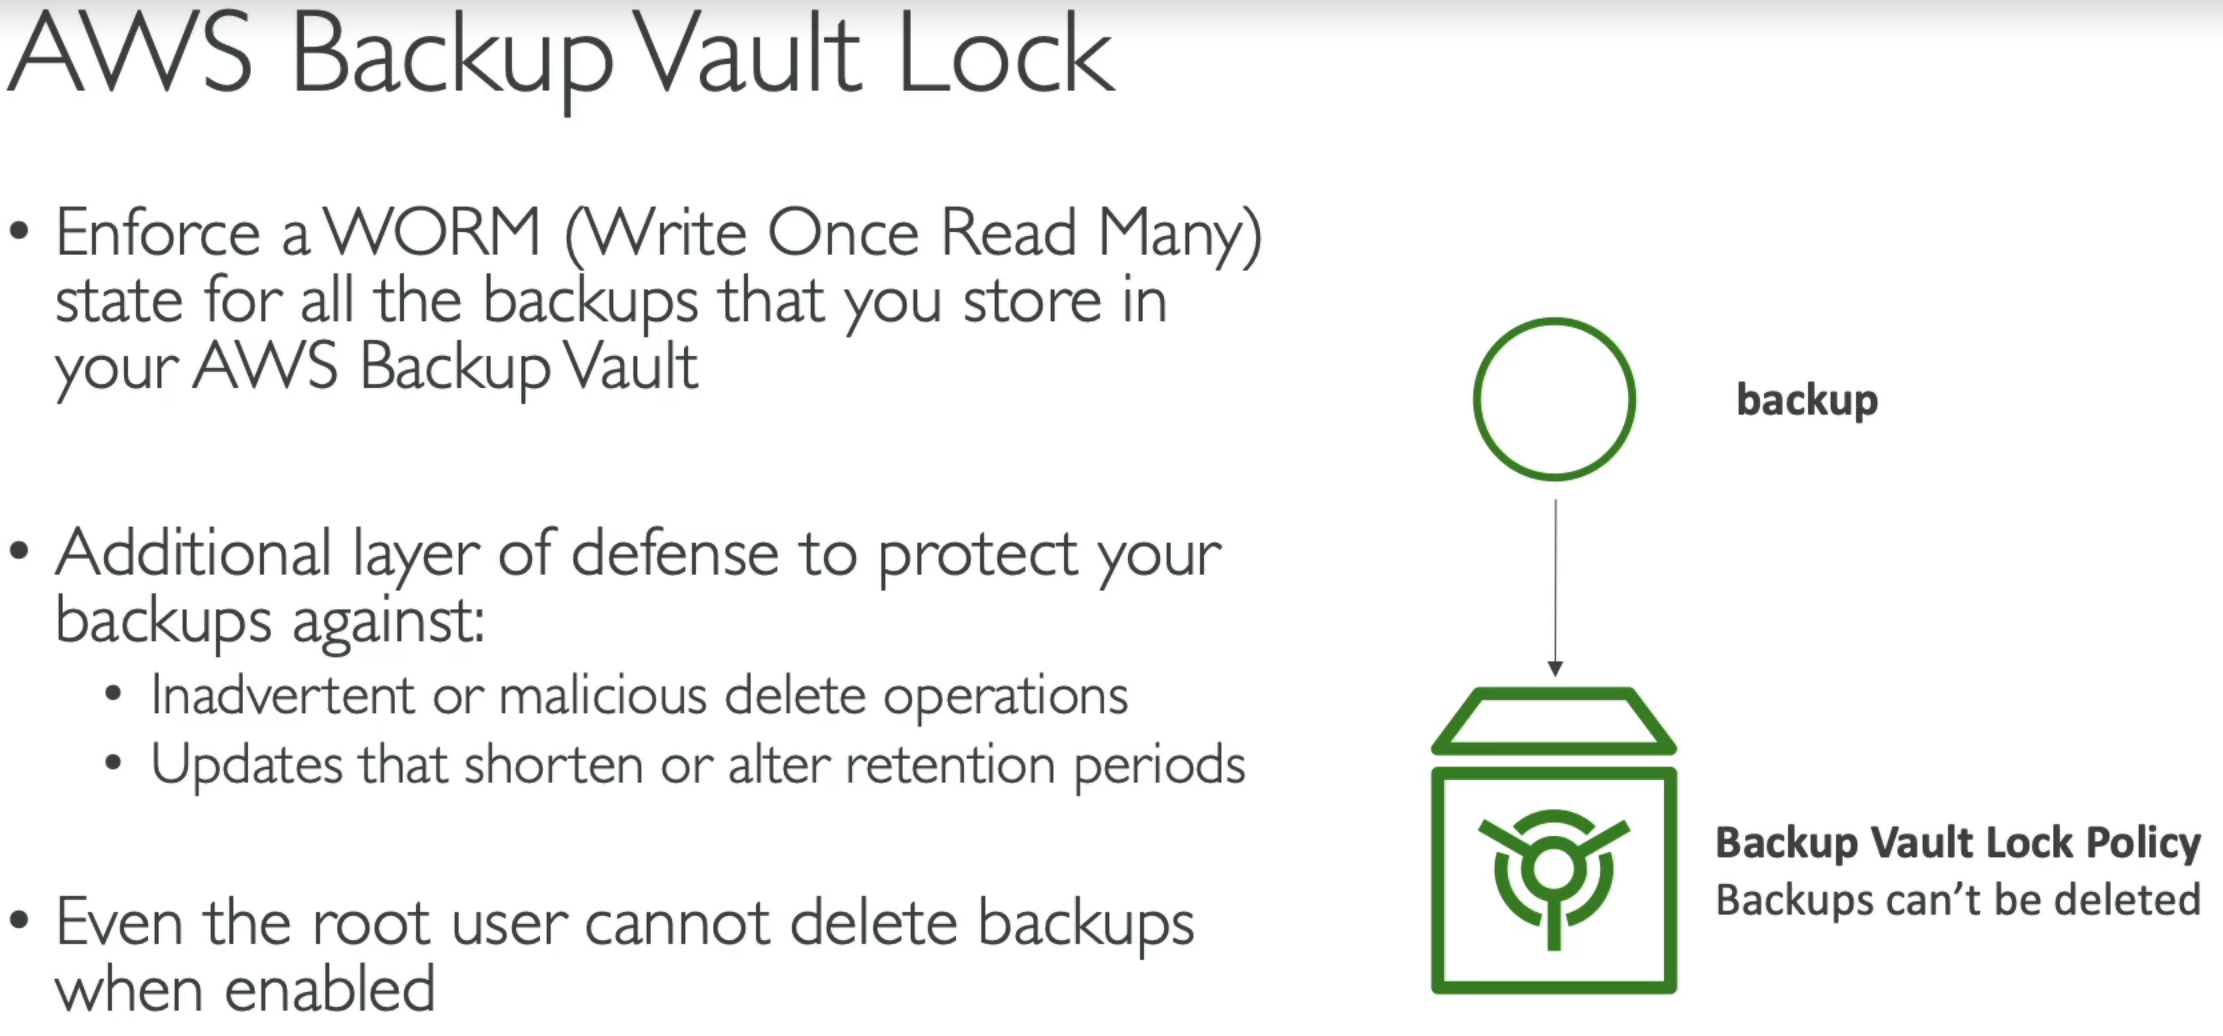 AWS Backup Vault Lock
• Enforce a WORM (Write Once Read Many)
state for all the backups that you store in
your AWS Backup Vault
• Additional layer of defense to protect your
backups against:
• Inadvertent or malicious delete operations
• Updates that shorten or alter retention periods
• Even the root user cannot delete backups
when enabled
backup
Backup Vault Lock Policy
Backups can't be deleted